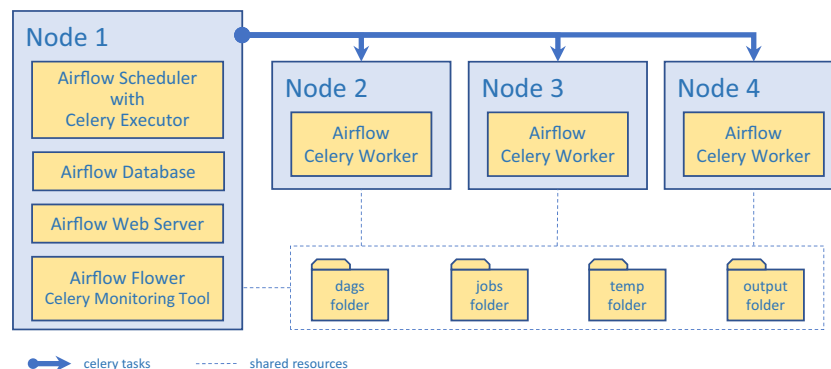 Node 1
Airflow Scheduler
with
Celery Executor
Airflow Database
Airflow Web Server
Airflow Flower
Celery Monitoring Tool
Node 2
Airflow
Celery Worker
Node 3
Airflow
Celery Worker
Node 4
Airflow
Celery Worker
dags
folder
jobs
folder
temp
folder
output
folder
celery tasks
shared resources